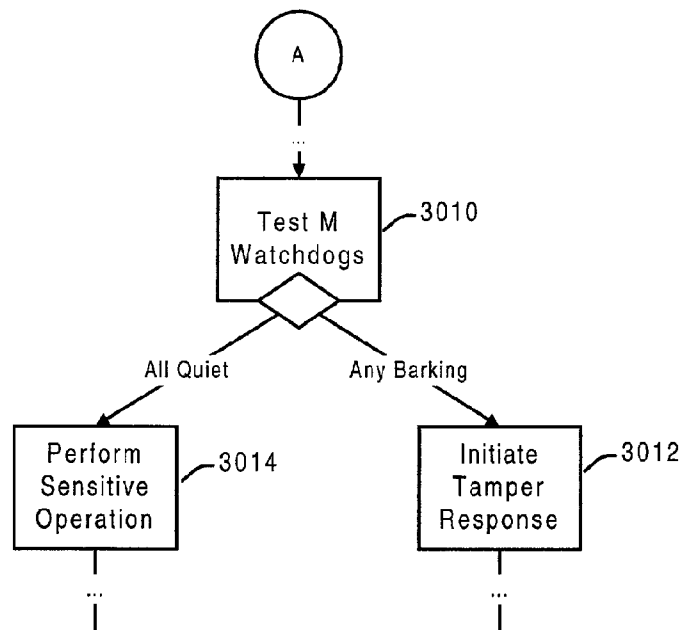 A
...
Test M
Watchdogs
3010
All Quiet
Any Barking
Perform
Sensitive
Operation
3014
Initiate
Tamper
Response
3012
...
...